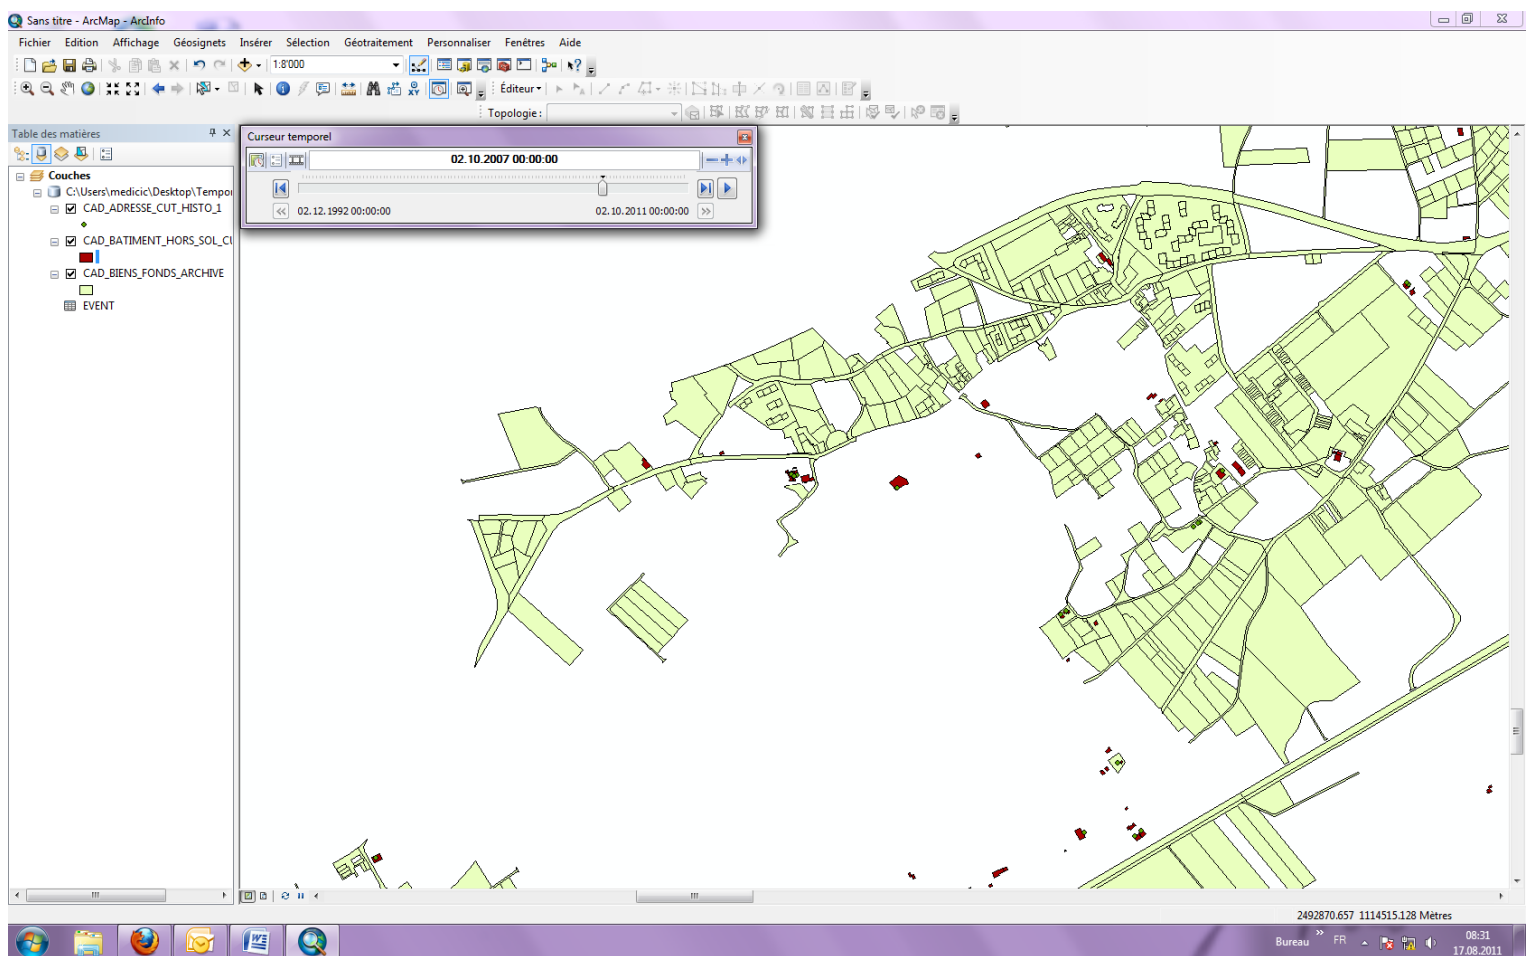 Sans titre - ArcMap - ArcInfo
Fichier Edition Affichage Géosignets Insérer Sélection Géotraitement Personnaliser Fenêtres Aide
1:8'000
Éditeur
Topologie:
Table des matières
Curseur temporel
02.10.2007 00:00:00
02.12.1992 00:00:00 02.10.2011 00:00:00
Couches
C:\Users\medicic\Desktop\Tempor
CAD_ADRESSE_CUT_HISTO_1
CAD_BATIMENT_HORS_SOL_CU
CAD_BIENS_FONDS_ARCHIVE
EVENT
2492870.657 1114515.128 Mètres
Bureau FR 08:31
17.08.2011